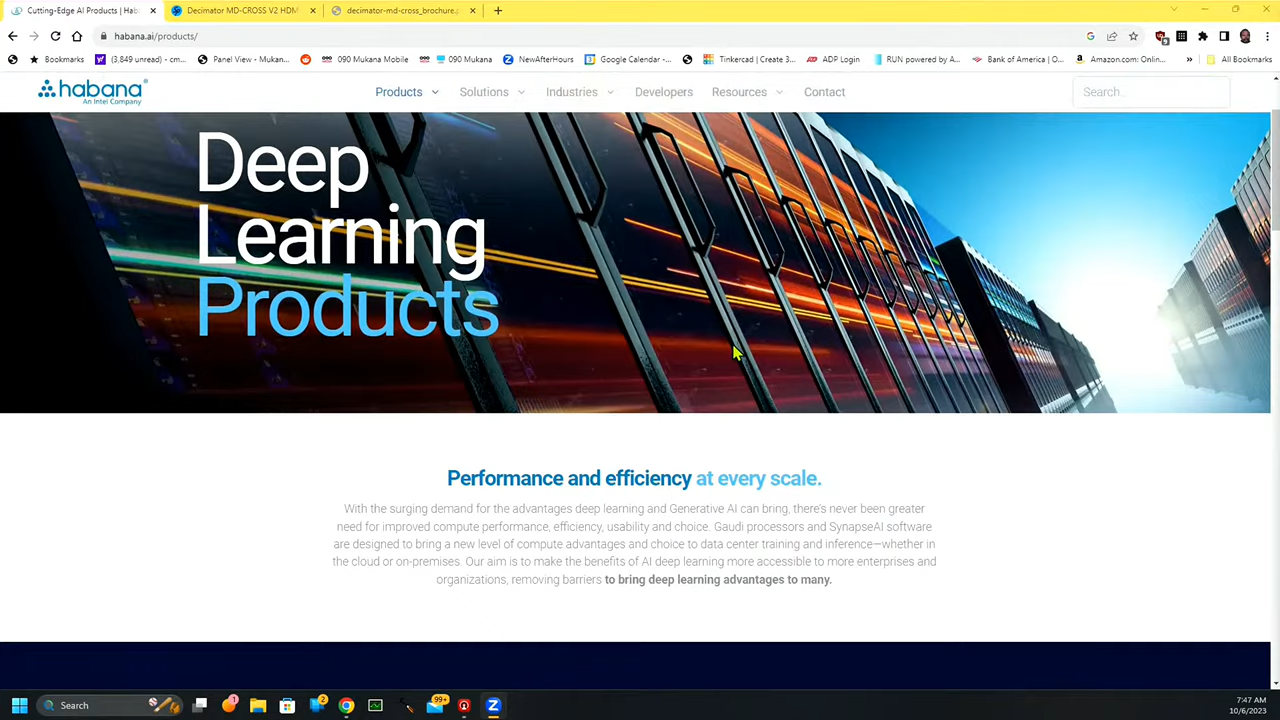 Cutting-Edge AI Products | Hab
Decimator MD-CROSS V2 HDM
decimator-md-cross_brochure.p
habana.ai/products/
Bookmarks
(3,849 unread) - cm...
Panel View - Mukan...
090 Mukana Mobile
090 Mukana
NewAfterHours
Google Calendar -...
Tinkercad | Create 3...
ADP Login
RUN powered by A...
Bank of America | O...
Amazon.com: Onlin...
»
All Bookmarks
habana®
An Intel Company
Products
Solutions
Industries
Developers
Resources
Contact
Search..
Deep
Learning
Products
Performance and efficiency at every scale.
With the surging demand for the advantages deep learning and Generative AI can bring, there's never been greater
need for improved compute performance, efficiency, usability and choice. Gaudi processors and SynapseAI software
are designed to bring a new level of compute advantages and choice to data center training and inference—whether in
the cloud or on-premises. Our aim is to make the benefits of AI deep learning more accessible to more enterprises and
organizations, removing barriers to bring deep learning advantages to many.
Search
1
2
99+
Z
7:47 AM
10/6/2023